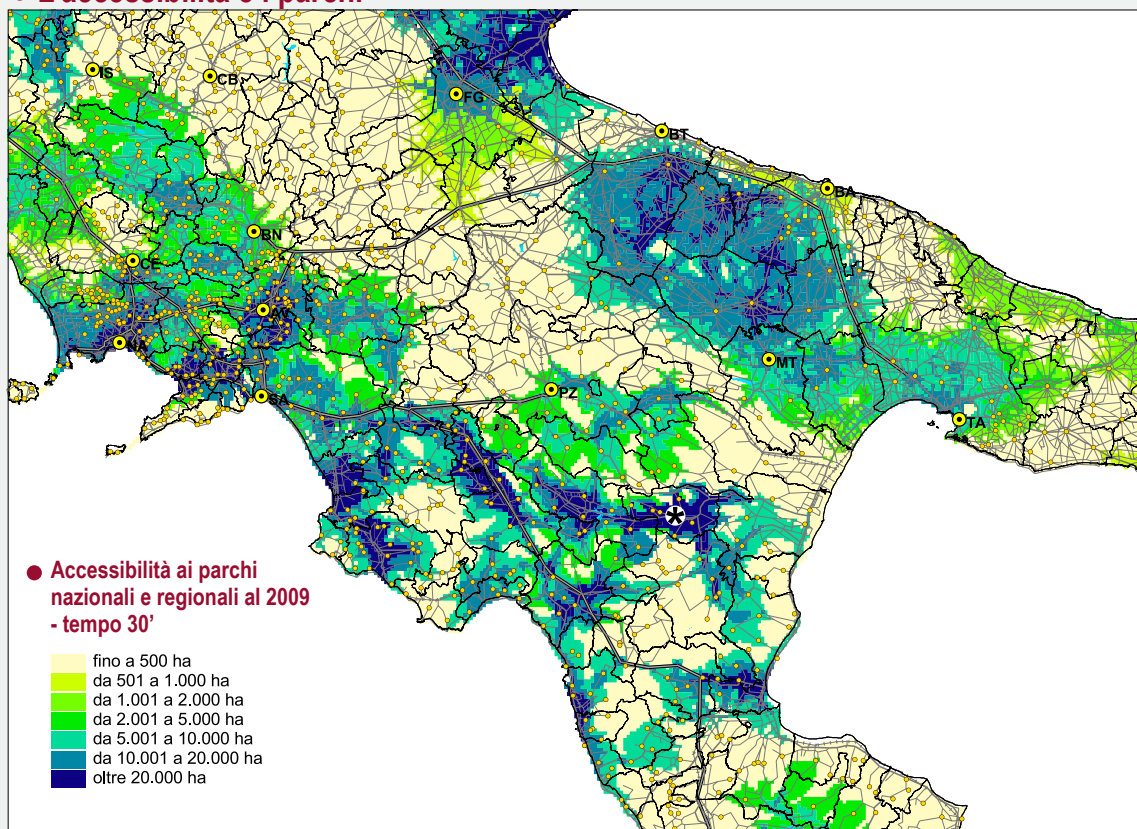 L'accessibilità e i parchi
IS
CB
FG
BT
BA
BN
CE
AV
NA
MT
PZ
SA
TA
*
● Accessibilità ai parchi
nazionali e regionali al 2009
- tempo 30'
fino a 500 ha
da 501 a 1.000 ha
da 1.001 a 2.000 ha
da 2.001 a 5.000 ha
da 5.001 a 10.000 ha
da 10.001 a 20.000 ha
oltre 20.000 ha